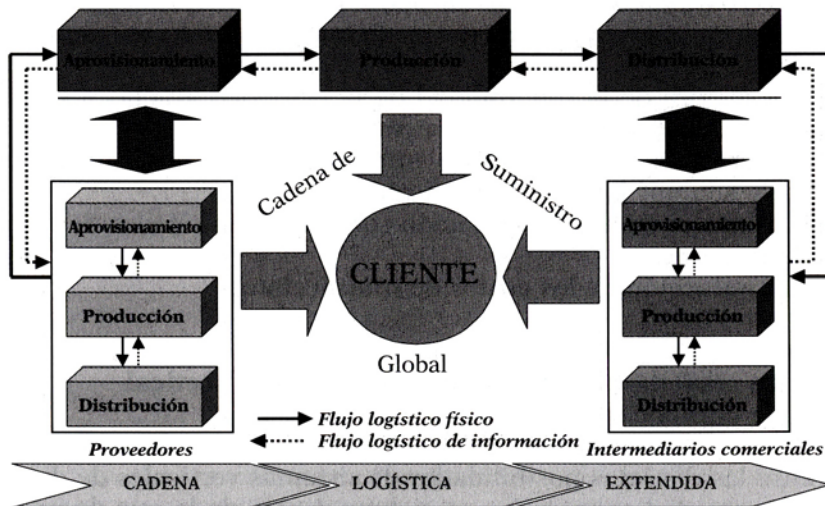 Aprovisionamiento
Producción
Distribución
Cadena de
Suministro
Aprovisionamiento
Producción
Distribución
CLIENTE
Global
Aprovisionamiento
Producción
Distribución
Flujo logístico físico
Flujo logístico de información
Proveedores
Intermediarios comerciales
CADENA
LOGÍSTICA
EXTENDIDA